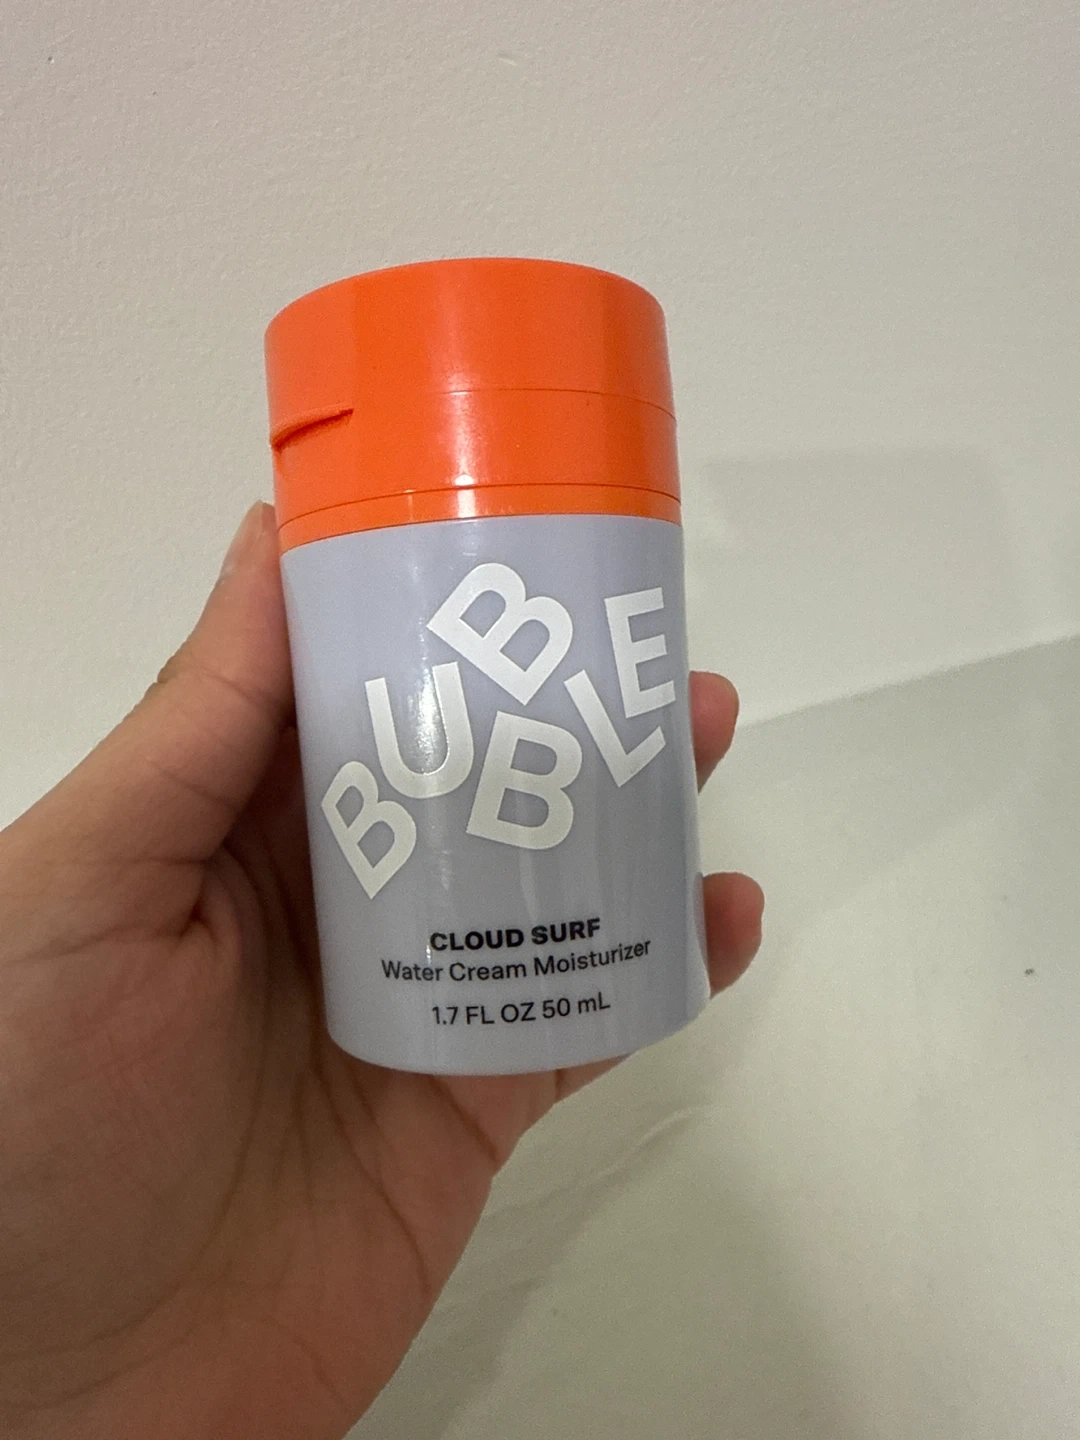 BUBBLE
CLOUD SURF
Water Cream Moisturizer
1.7 FL OZ 50 mL